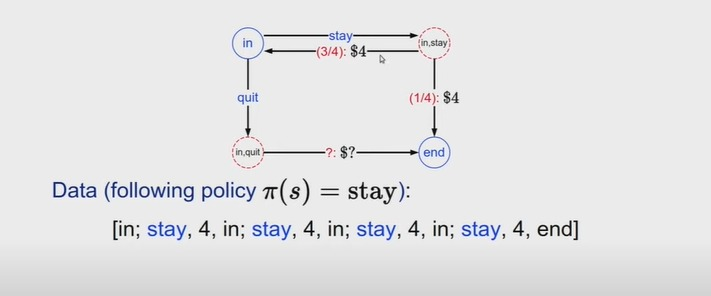 in
stay
in,stay
(3/4): $4
quit
(1/4): $4
in,quit
?: $?
end
Data (following policy π(s) = stay):
[in; stay, 4, in; stay, 4, in; stay, 4, in; stay, 4, end]